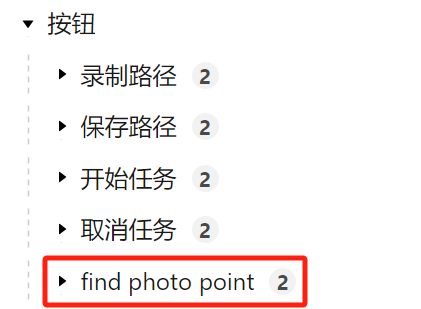 按钮
录制路径 2
保存路径 2
开始任务 2
取消任务 2
find photo point 2